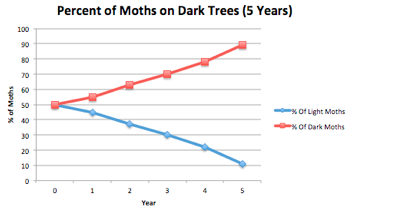 Percent of Moths on Dark Trees (5 Years)
100
90
80
70
60
50
40
30
20
10
0
% of Moths
0 1 2 3 4 5
Year
% Of Light Moths
% Of Dark Moths